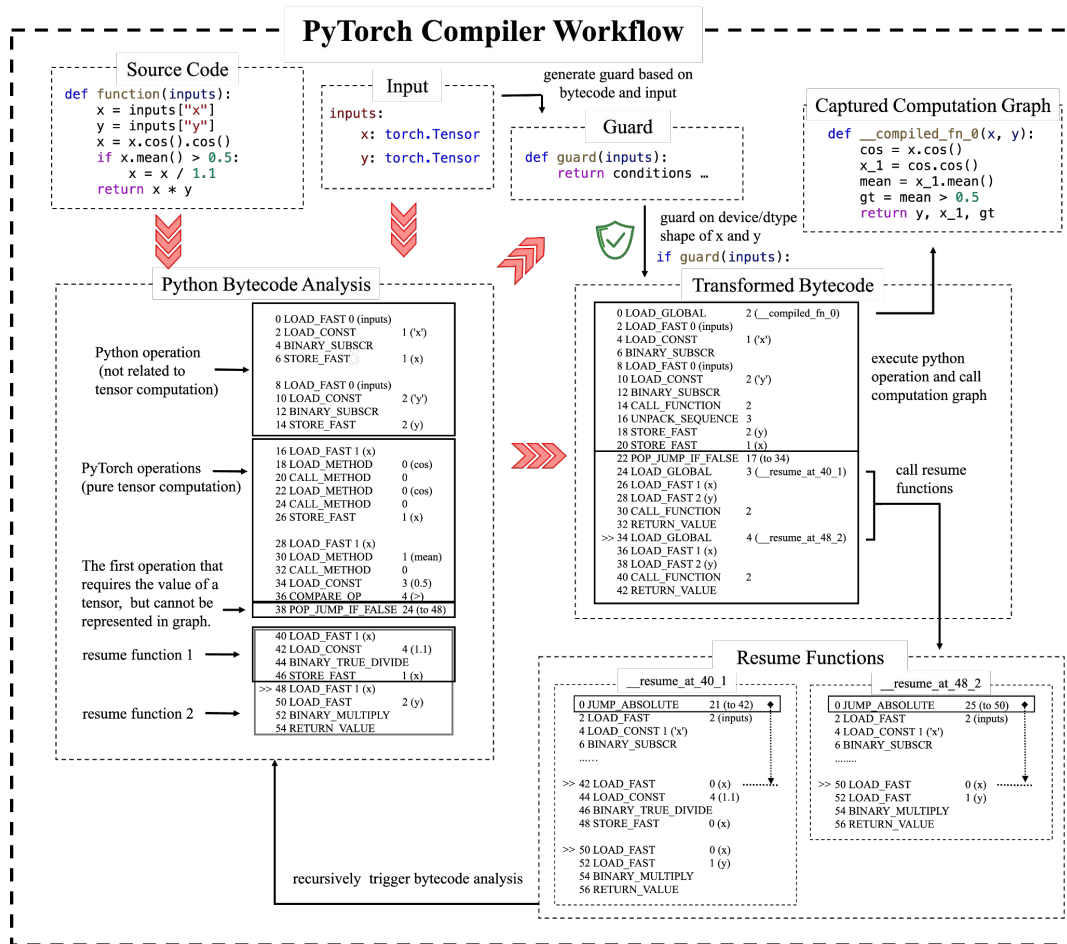 PyTorch Compiler Workflow
Source Code
def function(inputs):
x = inputs["x"]
y = inputs["y"]
x = x.cos().cos()
if x.mean() > 0.5:
x = x / 1.1
return x * y
Input
inputs:
x: torch.Tensor
y: torch.Tensor
generate guard based on
bytecode and input
Guard
def guard(inputs):
return conditions …
guard on device/dtype
shape of x and y
if guard(inputs):
Captured Computation Graph
def __compiled_fn_0(x, y):
cos = x.cos()
x_1 = cos.cos()
mean = x_1.mean()
gt = mean > 0.5
return y, x_1, gt
Python Bytecode Analysis
Python operation
(not related to
tensor computation)
0 LOAD_FAST 0 (inputs)
2 LOAD_CONST 1 ('x')
4 BINARY_SUBSCR
6 STORE_FAST 1 (x)
8 LOAD_FAST 0 (inputs)
10 LOAD_CONST 2 ('y')
12 BINARY_SUBSCR
14 STORE_FAST 2 (y)
PyTorch operations
(pure tensor computation)
16 LOAD_FAST 1 (x)
18 LOAD_METHOD 0 (cos)
20 CALL_METHOD 0
22 LOAD_METHOD 0 (cos)
24 CALL_METHOD 0
26 STORE_FAST 1 (x)
28 LOAD_FAST 1 (x)
30 LOAD_METHOD 1 (mean)
32 CALL_METHOD 0
34 LOAD_CONST 3 (0.5)
36 COMPARE_OP 4 (>)
The first operation that
requires the value of a
tensor, but cannot be
represented in graph.
38 POP_JUMP_IF_FALSE 24 (to 48)
resume function 1
40 LOAD_FAST 1 (x)
42 LOAD_CONST 4 (1.1)
44 BINARY_TRUE_DIVIDE
46 STORE_FAST 1 (x)
resume function 2
>> 48 LOAD_FAST 1 (x)
50 LOAD_FAST 2 (y)
52 BINARY_MULTIPLY
54 RETURN_VALUE
Transformed Bytecode
0 LOAD_GLOBAL 2 (__compiled_fn_0)
2 LOAD_FAST 0 (inputs)
4 LOAD_CONST 1 ('x')
6 BINARY_SUBSCR
8 LOAD_FAST 0 (inputs)
10 LOAD_CONST 2 ('y')
12 BINARY_SUBSCR
14 CALL_FUNCTION 2
16 UNPACK_SEQUENCE 3
18 STORE_FAST 2 (y)
20 STORE_FAST 1 (x)
22 POP_JUMP_IF_FALSE 17 (to 34)
24 LOAD_GLOBAL 3 (__resume_at_40_1)
26 LOAD_FAST 1 (x)
28 LOAD_FAST 2 (y)
30 CALL_FUNCTION 2
32 RETURN_VALUE
>> 34 LOAD_GLOBAL 4 (__resume_at_48_2)
36 LOAD_FAST 1 (x)
38 LOAD_FAST 2 (y)
40 CALL_FUNCTION 2
42 RETURN_VALUE
execute python
operation and call
computation graph
call resume
functions
Resume Functions
__resume_at_40_1
0 JUMP_ABSOLUTE 21 (to 42)
2 LOAD_FAST 2 (inputs)
4 LOAD_CONST 1 ('x')
6 BINARY_SUBSCR
......
>> 42 LOAD_FAST 0 (x)
44 LOAD_CONST 4 (1.1)
46 BINARY_TRUE_DIVIDE
48 STORE_FAST 0 (x)
>> 50 LOAD_FAST 0 (x)
52 LOAD_FAST 1 (y)
54 BINARY_MULTIPLY
56 RETURN_VALUE
__resume_at_48_2
0 JUMP_ABSOLUTE 25 (to 50)
2 LOAD_FAST 2 (inputs)
4 LOAD_CONST 1 ('x')
6 BINARY_SUBSCR
........
>> 50 LOAD_FAST 0 (x)
52 LOAD_FAST 1 (y)
54 BINARY_MULTIPLY
56 RETURN_VALUE
recursively trigger bytecode analysis